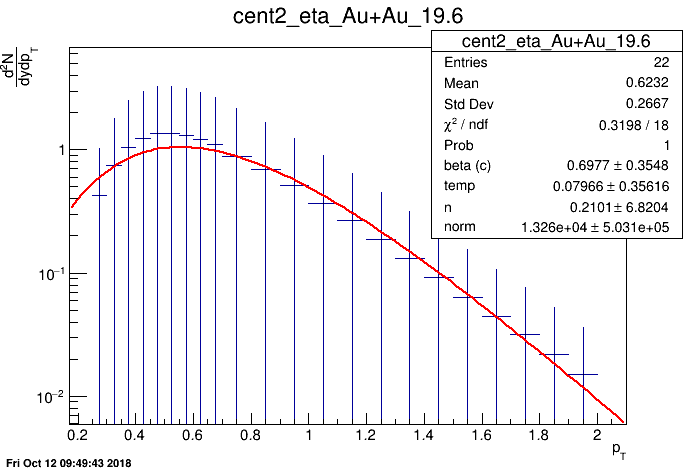 cent2_eta_Au+Au_19.6
d²N
dydp_T
cent2_eta_Au+Au_19.6
Entries 22
Mean 0.6232
Std Dev 0.2667
χ² / ndf 0.3198 / 18
Prob 1
beta (c) 0.6977 ± 0.3548
temp 0.07966 ± 0.35616
n 0.2101 ± 6.8204
norm 1.326e+04 ± 5.031e+05
1
10⁻¹
10⁻²
0.2 0.4 0.6 0.8 1 1.2 1.4 1.6 1.8 2
p_T
Fri Oct 12 09:49:43 2018